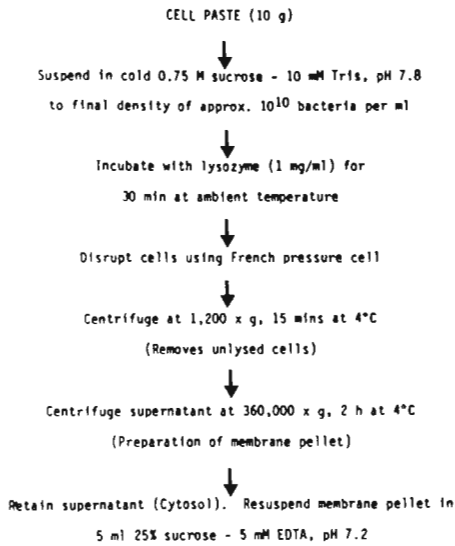 CELL PASTE (10 g)
Suspend in cold 0.75 M sucrose - 10 mM Tris, pH 7.8
to final density of approx. 10¹⁰ bacteria per ml
Incubate with lysozyme (1 mg/ml) for
30 min at ambient temperature
Disrupt cells using French pressure cell
Centrifuge at 1,200 x g, 15 mins at 4°C
(Removes unlysed cells)
Centrifuge supernatant at 360,000 x g, 2 h at 4°C
(Preparation of membrane pellet)
Retain supernatant (Cytosol). Resuspend membrane pellet in
5 ml 25% sucrose - 5 mM EDTA, pH 7.2